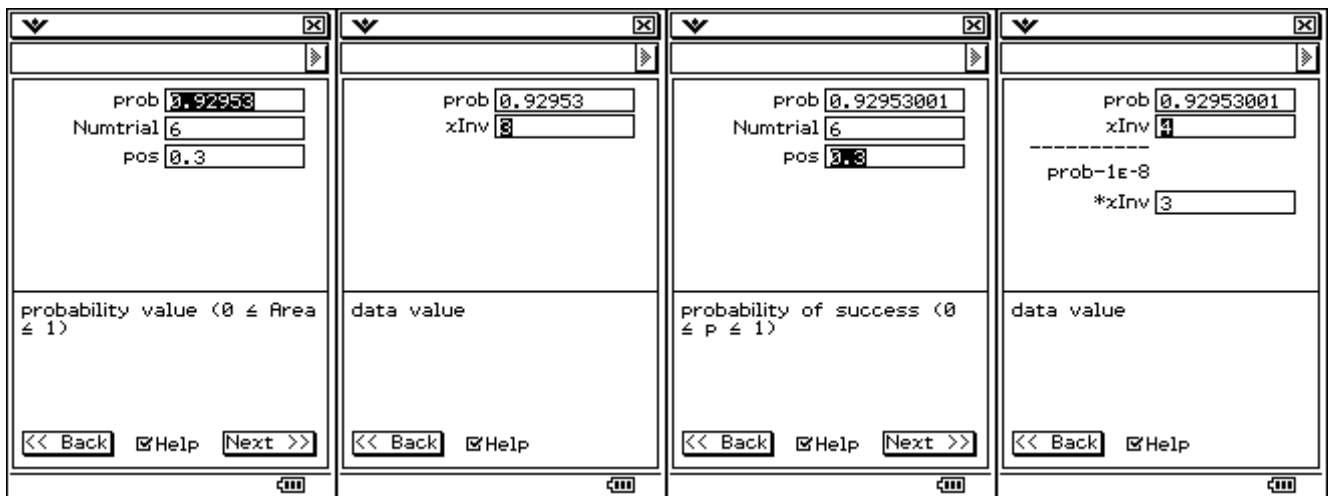 prob 0.92953
Numtrial 6
pos 0.3
probability value (0 ≤ Area
≤ 1)
<< Back Help Next >>
prob 0.92953
xInv 3
data value
<< Back Help
prob 0.92953001
Numtrial 6
pos 0.3
probability of success (0
≤ p ≤ 1)
<< Back Help Next >>
prob 0.92953001
xInv 4
----------
prob-1ᴇ-8
*xInv 3
data value
<< Back Help